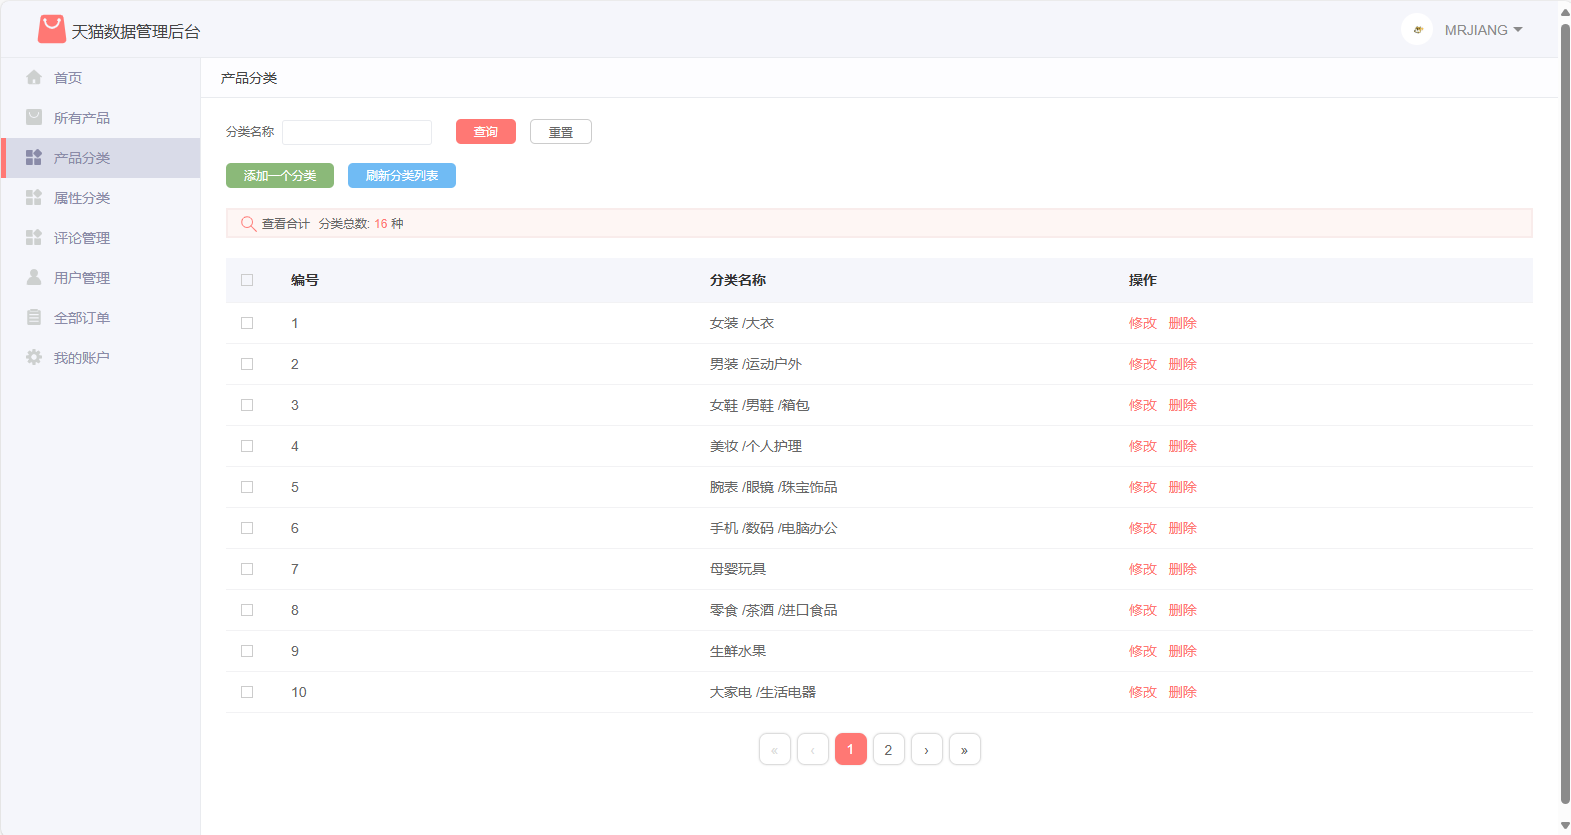 天猫数据管理后台
MRJIANG
首页
所有产品
产品分类
属性分类
评论管理
用户管理
全部订单
我的账户
产品分类
分类名称 查询 重置
添加一个分类 刷新分类列表
查看合计 分类总数: 16 种
编号 分类名称 操作
1 女装 /大衣 修改 删除
2 男装 /运动户外 修改 删除
3 女鞋 /男鞋 /箱包 修改 删除
4 美妆 /个人护理 修改 删除
5 腕表 /眼镜 /珠宝饰品 修改 删除
6 手机 /数码 /电脑办公 修改 删除
7 母婴玩具 修改 删除
8 零食 /茶酒 /进口食品 修改 删除
9 生鲜水果 修改 删除
10 大家电 /生活电器 修改 删除
« ‹ 1 2 › »